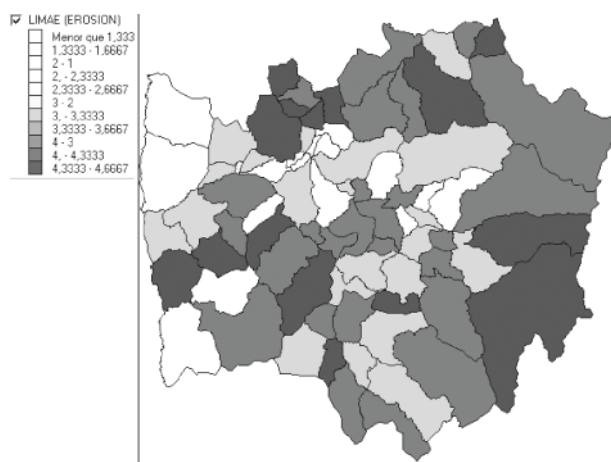 LIMAE (EROSION)
Menor que 1,333
1,3333 - 1,6667
2 - 1
2, - 2,3333
2,3333 - 2,6667
3 - 2
3, - 3,3333
3,3333 - 3,6667
4 - 3
4, - 4,3333
4,3333 - 4,6667